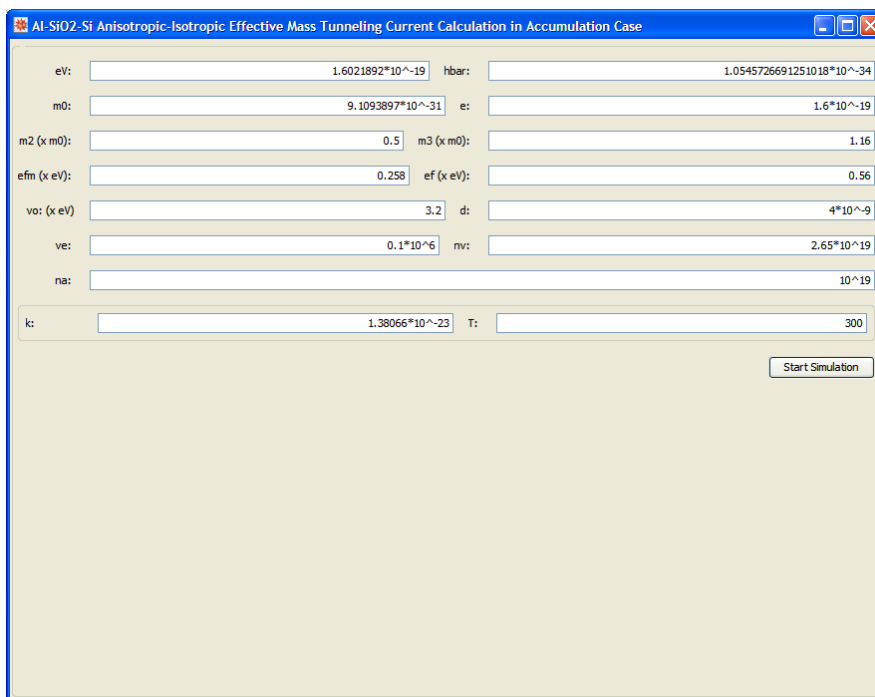 Al-SiO2-Si Anisotropic-Isotropic Effective Mass Tunneling Current Calculation in Accumulation Case
eV: 1.6021892*10^-19 hbar: 1.0545726691251018*10^-34
m0: 9.1093897*10^-31 e: 1.6*10^-19
m2 (x m0): 0.5 m3 (x m0): 1.16
efm (x eV): 0.258 ef (x eV): 0.56
vo: (x eV) 3.2 d: 4*10^-9
ve: 0.1*10^6 nv: 2.65*10^19
na: 10^19
k: 1.38066*10^-23 T: 300
Start Simulation